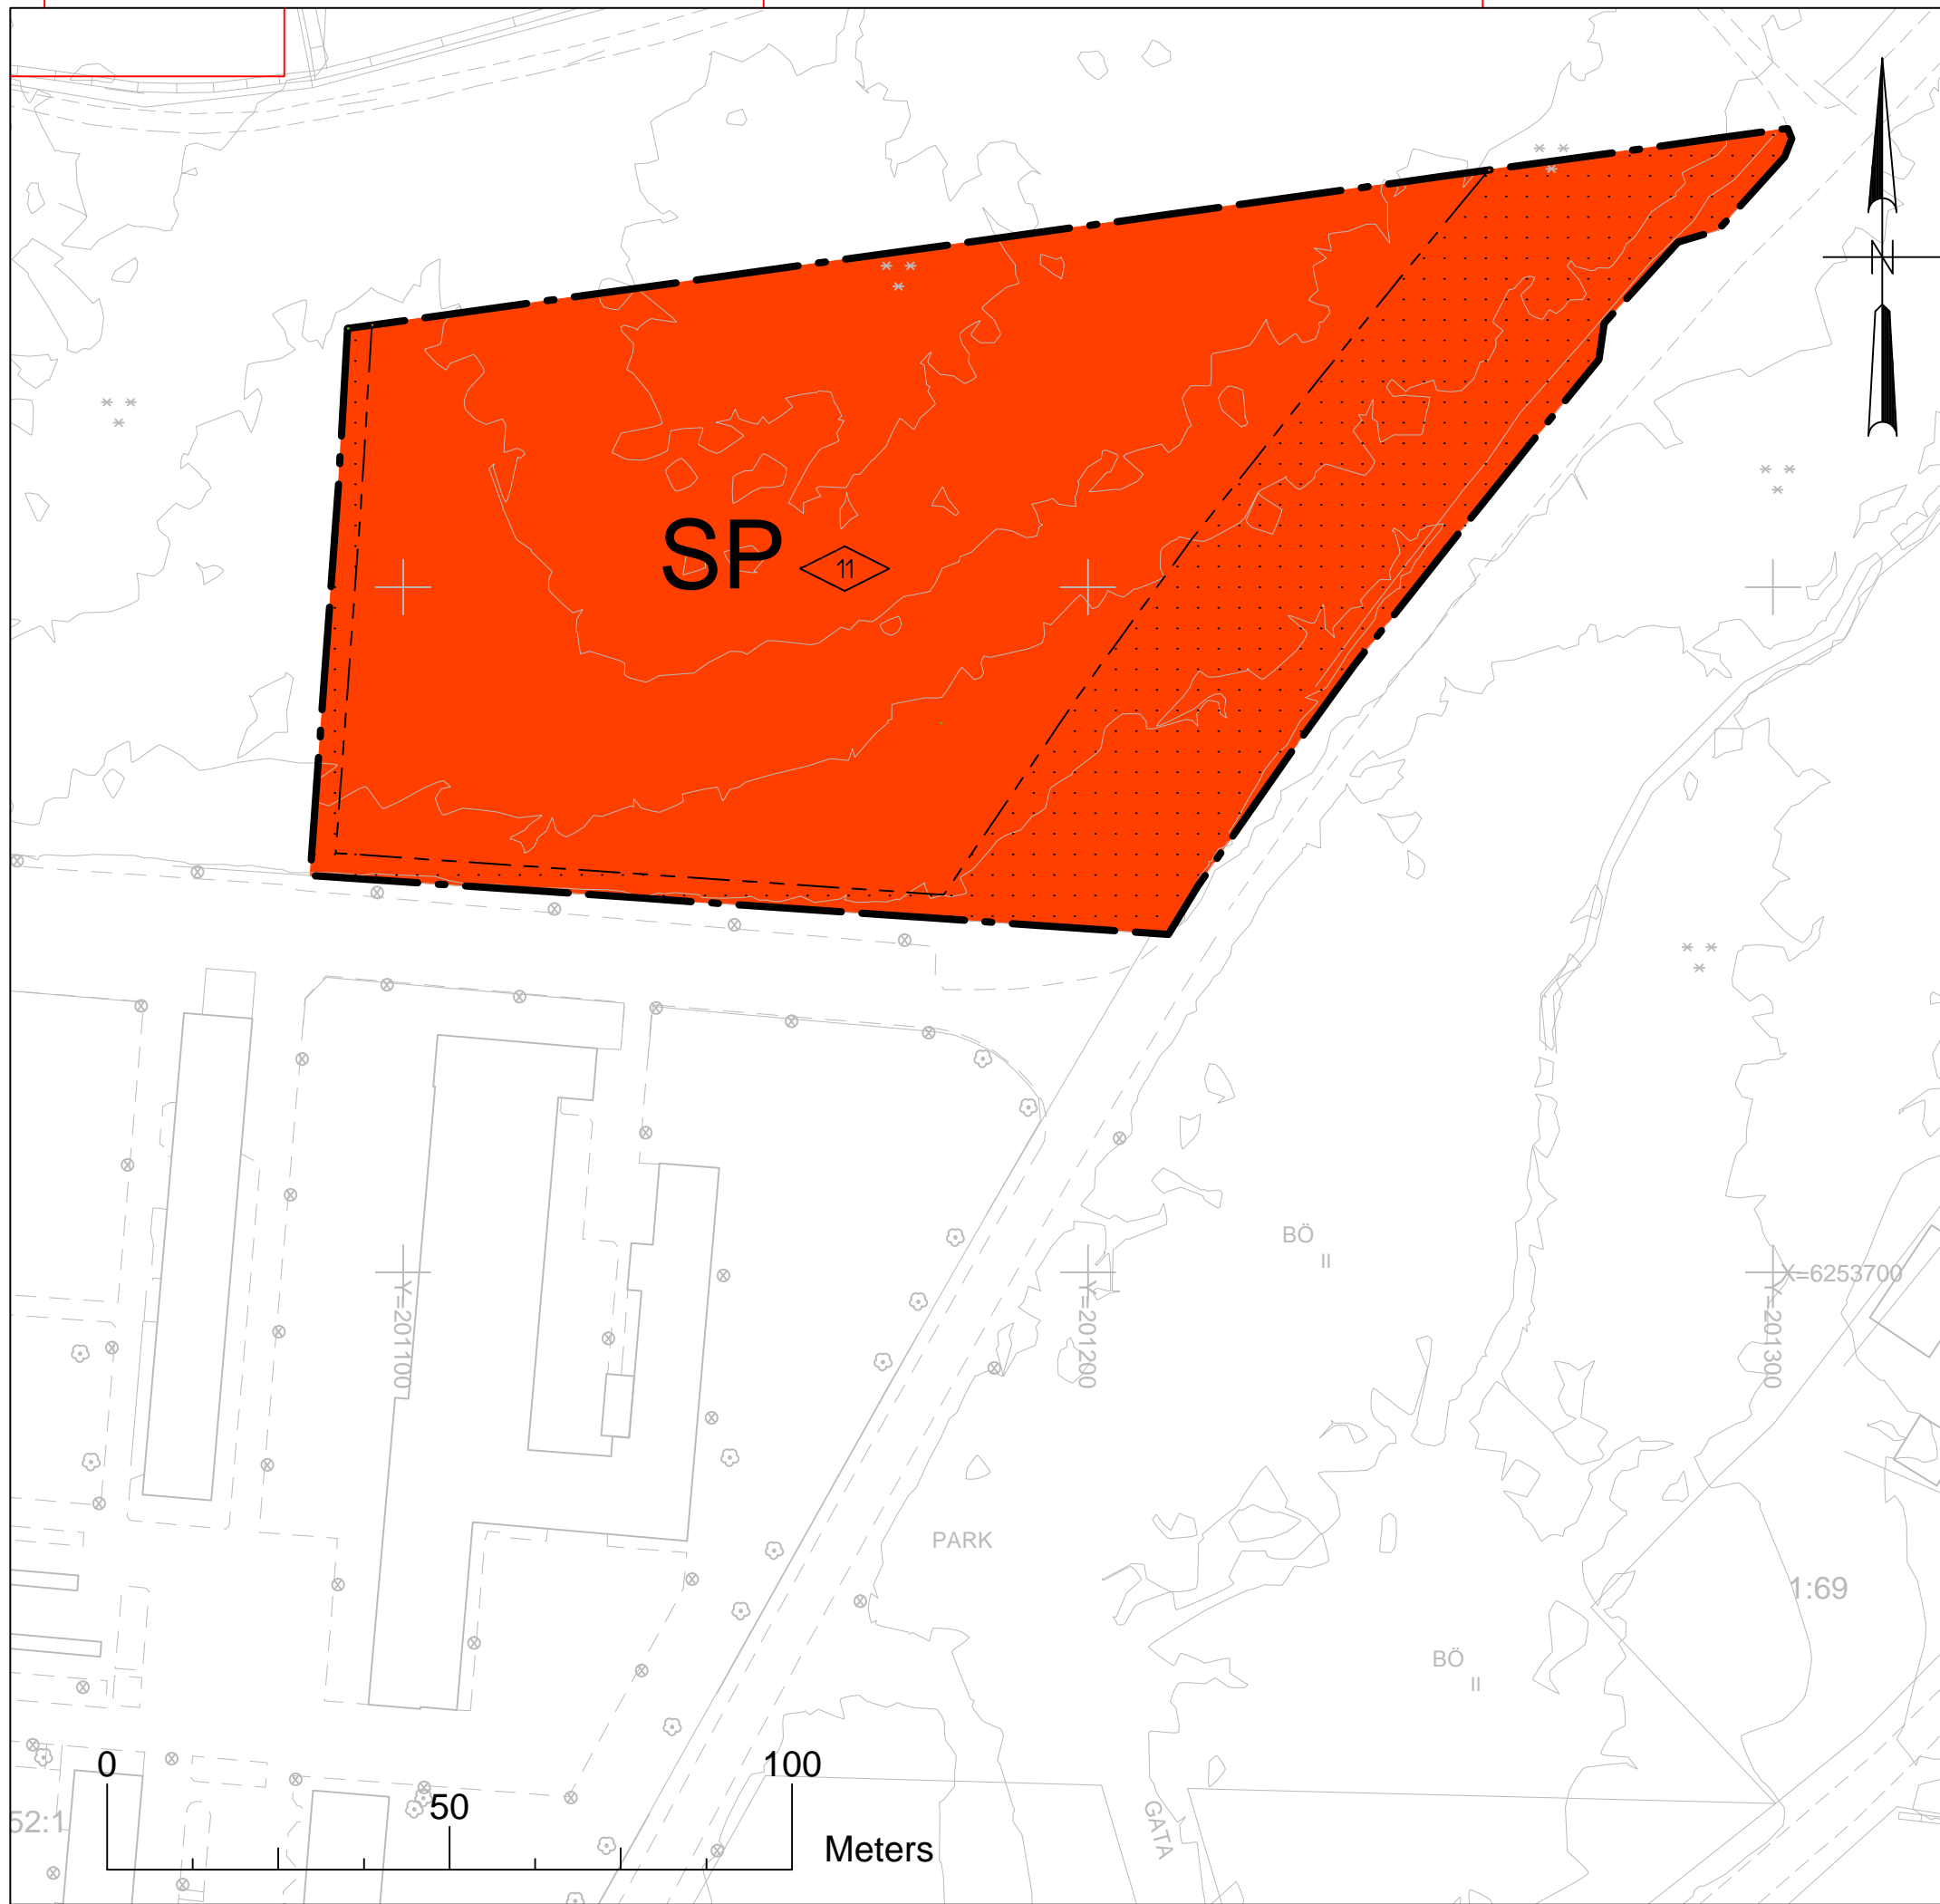 N
SP
11
BÖ
II
X=6253700
Y=201100
Y=201200
Y=201300
PARK
1:69
BÖ
II
0
100
50
52:1
GATA
Meters